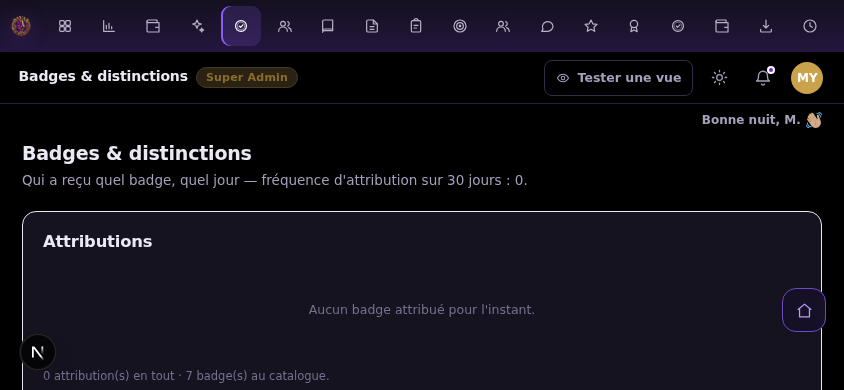 Badges & distinctions
Super Admin
Tester une vue
MY
Bonne nuit, M. 👋🏽
Badges & distinctions
Qui a reçu quel badge, quel jour — fréquence d'attribution sur 30 jours : 0.
Attributions
Aucun badge attribué pour l'instant.
N
0 attribution(s) en tout · 7 badge(s) au catalogue.